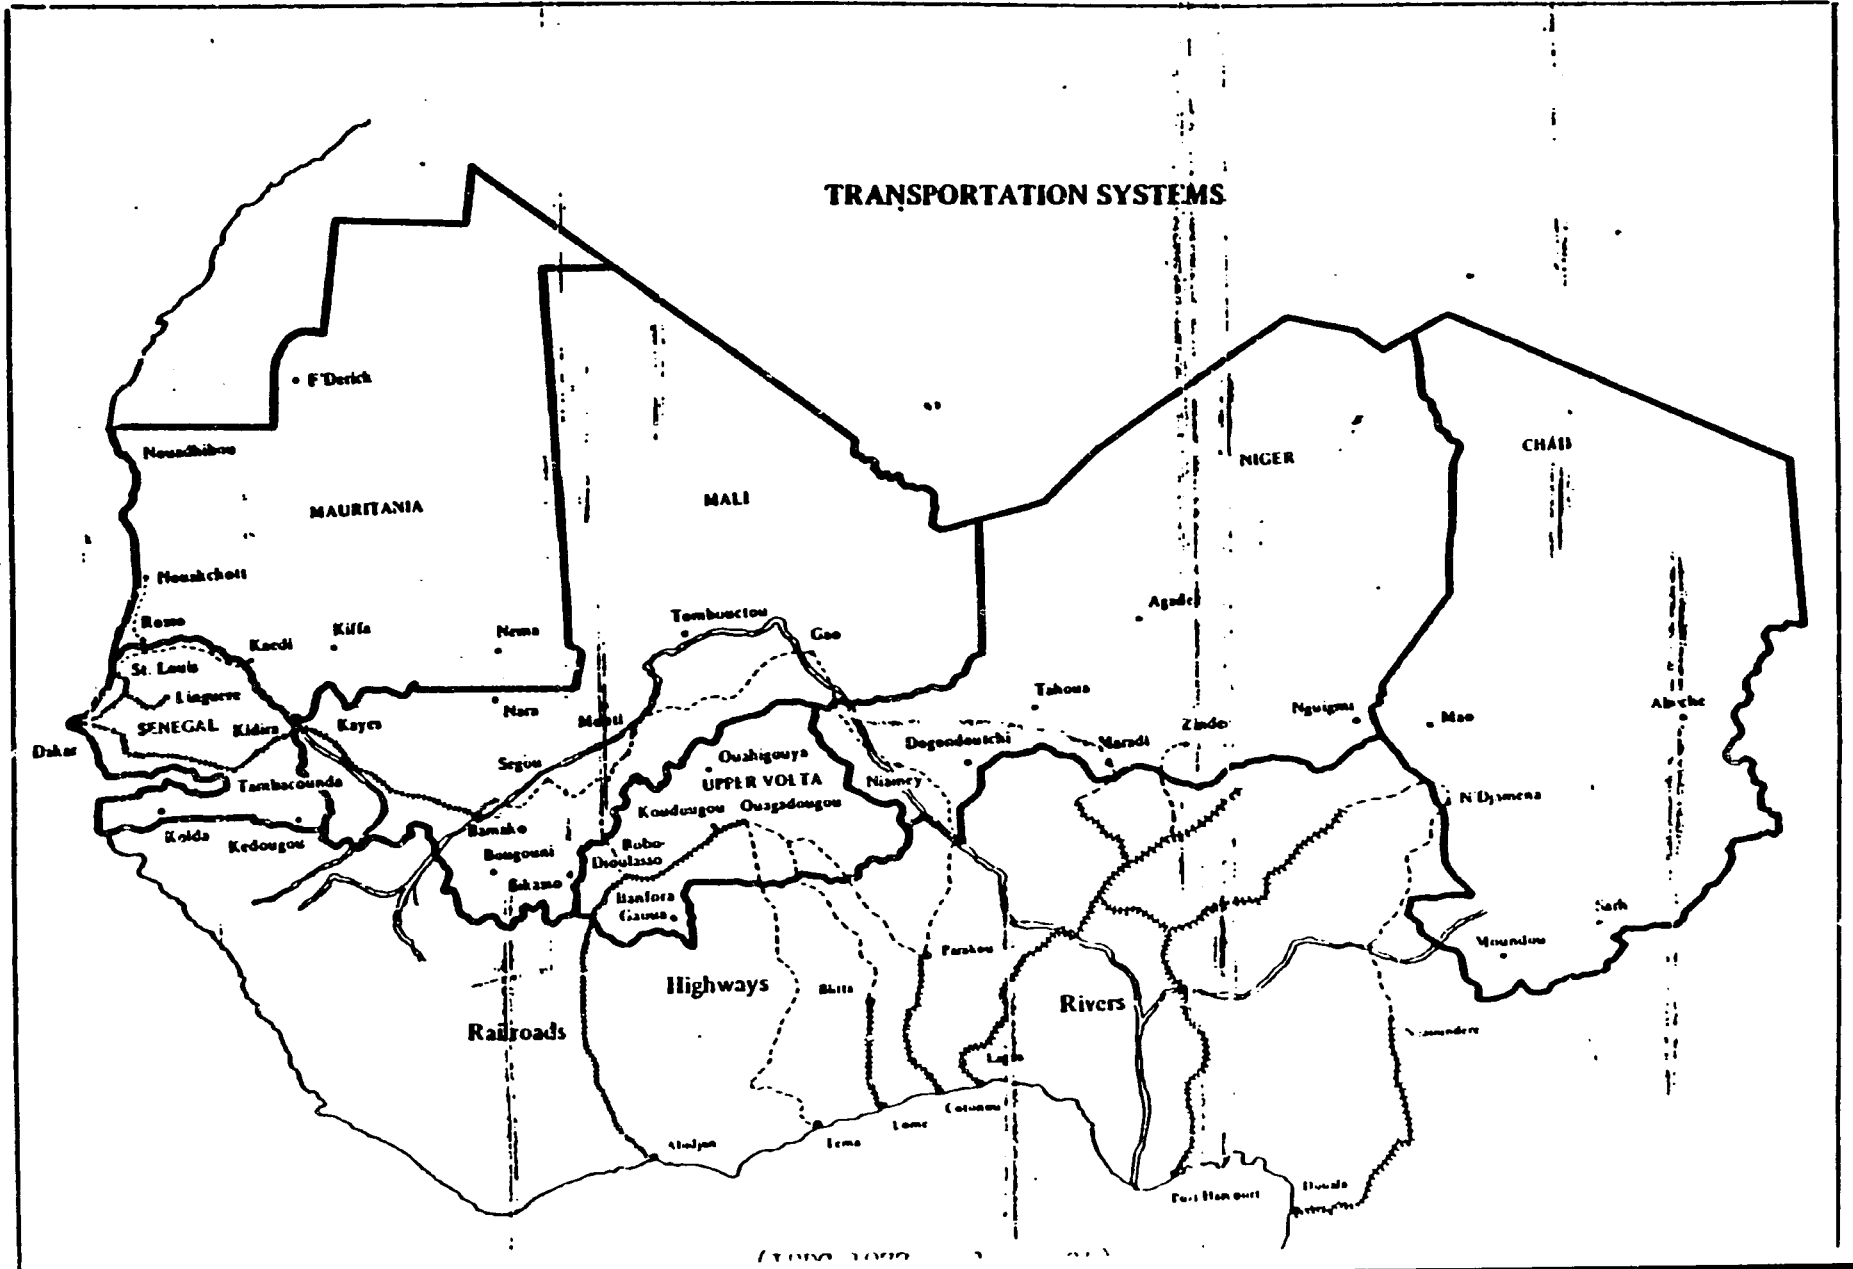 TRANSPORTATION SYSTEMS
F'Derick
Nouadhibou
NIGER
CHAD
MALI
MAURITANIA
Nouakchott
Agadez
Tombouctou
Rosso
Kiffa
Nema
Gao
Kaedi
St. Louis
Linguere
Tahoua
Abeche
SENEGAL
Kidira
Kayes
Nara
Mopti
Nguigmi
Mao
Zinder
Dakar
Dogondoutchi
Maradi
Ouahigouya
Segou
UPPER VOLTA
Niamey
Tambacounda
N'Djamena
Koudougou
Ouagadougou
Kolda
Kedougou
Bamako
Bobo-
Dioulasso
Bougouni
Sikasso
Banfora
Gaoua
Sarh
Moundou
Parakou
Highways
Blitta
Rivers
Railroads
Lagos
Cotonou
Lome
Tema
Abidjan
Port Harcourt
Douala